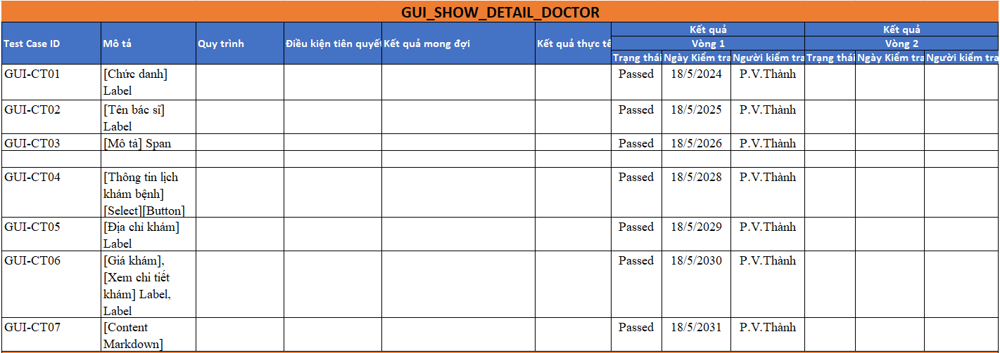 GUI_SHOW_DETAIL_DOCTOR
Test Case ID Mô tả Quy trình Điều kiện tiên quyết Kết quả mong đợi Kết quả thực tế Kết quả Kết quả
Vòng 1 Vòng 2
Trạng thái Ngày Kiểm tra Người kiểm tra Trạng thái Ngày Kiểm tra Người kiểm tra
GUI-CT01 [Chức danh] Passed 18/5/2024 P.V.Thành
Label
GUI-CT02 [Tên bác sĩ] Passed 18/5/2025 P.V.Thành
Label
GUI-CT03 [Mô tả] Span Passed 18/5/2026 P.V.Thành
GUI-CT04 [Thông tin lịch Passed 18/5/2028 P.V.Thành
khám bệnh]
[Select][Button]
GUI-CT05 [Địa chỉ khám] Passed 18/5/2029 P.V.Thành
Label
GUI-CT06 [Giá khám], Passed 18/5/2030 P.V.Thành
[Xem chi tiết
khám] Label,
Label
GUI-CT07 [Content Passed 18/5/2031 P.V.Thành
Markdown]